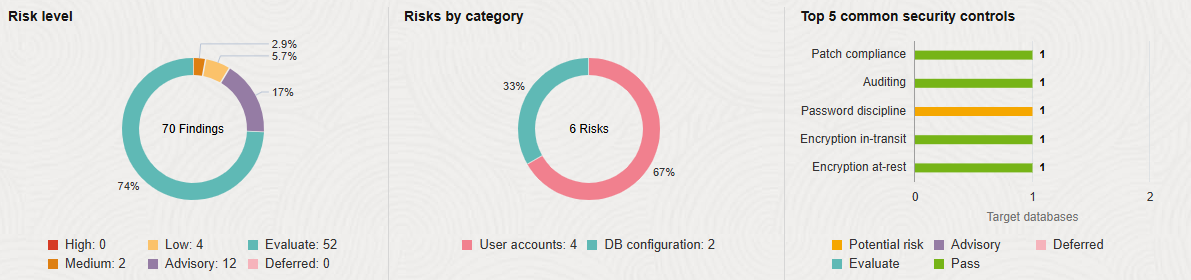 Risk level
2.9%
5.7%
17%
70 Findings
74%
High: 0
Low: 4
Evaluate: 52
Medium: 2
Advisory: 12
Deferred: 0
Risks by category
33%
6 Risks
67%
User accounts: 4
DB configuration: 2
Top 5 common security controls
Patch compliance 1
Auditing 1
Password discipline 1
Encryption in-transit 1
Encryption at-rest 1
0 1 2
Target databases
Potential risk
Advisory
Deferred
Evaluate
Pass